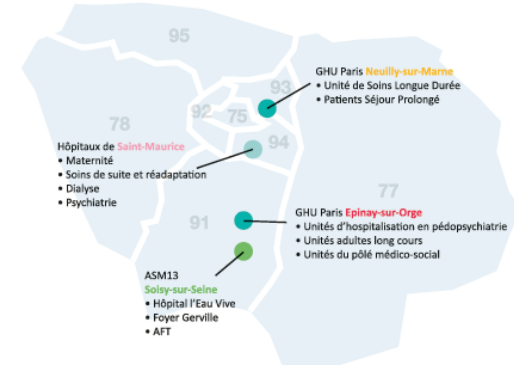 95
GHU Paris Neuilly-sur-Marne
• Unité de Soins Longue Durée
• Patients Séjour Prolongé
93
92
75
78
94
Hôpitaux de Saint-Maurice
• Maternité
• Soins de suite et réadaptation
• Dialyse
• Psychiatrie
77
91
GHU Paris Epinay-sur-Orge
• Unités d'hospitalisation en pédopsychiatrie
• Unités adultes long cours
• Unités du pôlé médico-social
ASM13
Soisy-sur-Seine
• Hôpital l'Eau Vive
• Foyer Gerville
• AFT